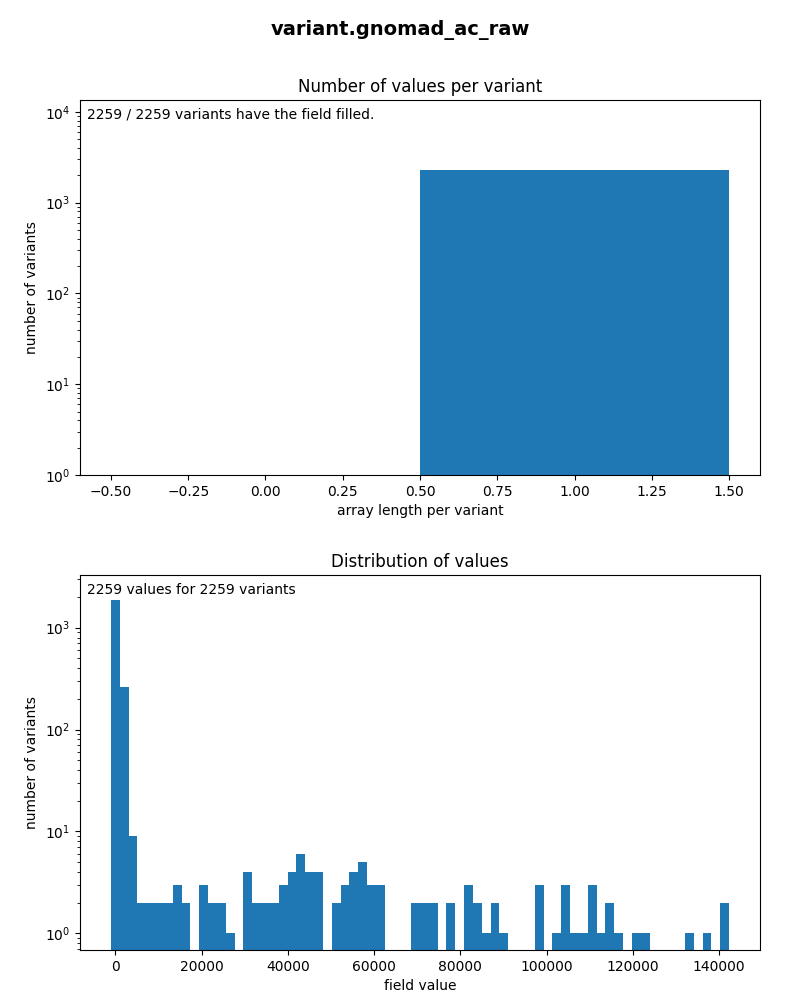 variant.gnomad_ac_raw
Number of values per variant
2259 / 2259 variants have the field filled.
10^4
10^3
10^2
10^1
10^0
number of variants
−0.50 −0.25 0.00 0.25 0.50 0.75 1.00 1.25 1.50
array length per variant
Distribution of values
2259 values for 2259 variants
10^3
10^2
10^1
10^0
number of variants
0 20000 40000 60000 80000 100000 120000 140000
field value